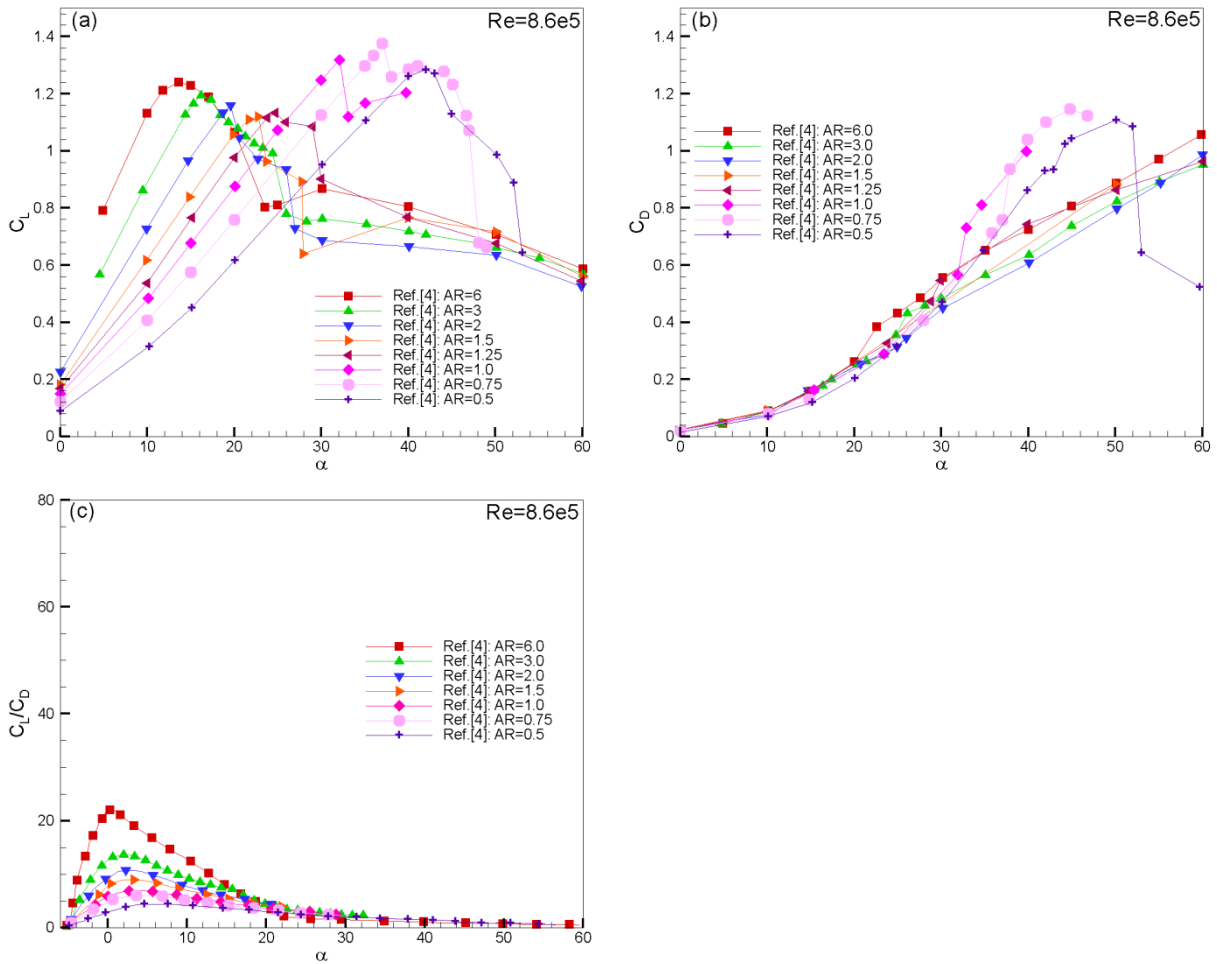 (a)
Re=8.6e5
C_L
1.4
1.2
1
0.8
0.6
0.4
0.2
0
0
10
20
30
40
50
60
α
Ref.[4]: AR=6
Ref.[4]: AR=3
Ref.[4]: AR=2
Ref.[4]: AR=1.5
Ref.[4]: AR=1.25
Ref.[4]: AR=1.0
Ref.[4]: AR=0.75
Ref.[4]: AR=0.5
(b)
Re=8.6e5
C_D
1.4
1.2
1
0.8
0.6
0.4
0.2
0
0
10
20
30
40
50
60
α
Ref.[4]: AR=6.0
Ref.[4]: AR=3.0
Ref.[4]: AR=2.0
Ref.[4]: AR=1.5
Ref.[4]: AR=1.25
Ref.[4]: AR=1.0
Ref.[4]: AR=0.75
Ref.[4]: AR=0.5
(c)
Re=8.6e5
C_L/C_D
80
60
40
20
0
0
10
20
30
40
50
60
α
Ref.[4]: AR=6.0
Ref.[4]: AR=3.0
Ref.[4]: AR=2.0
Ref.[4]: AR=1.5
Ref.[4]: AR=1.0
Ref.[4]: AR=0.75
Ref.[4]: AR=0.5